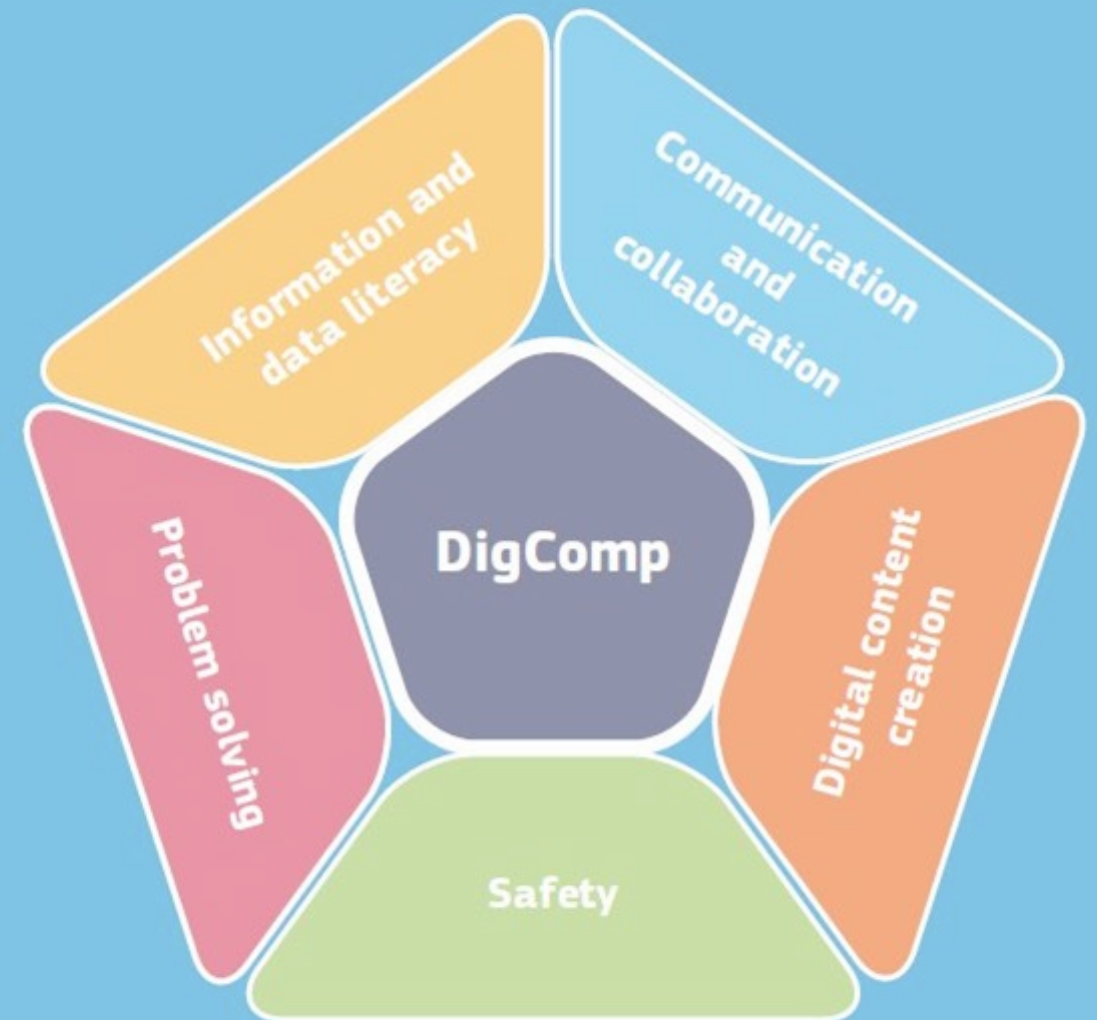 Information and
data literacy
Communication
and
collaboration
DigComp
Problem solving
Digital content
creation
Safety